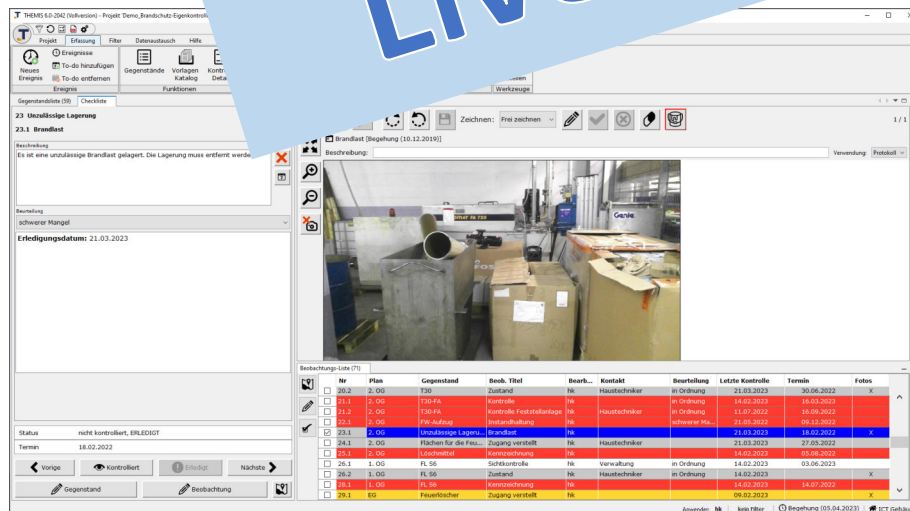 THEMIS 6.0-2042 (Vollversion) - Projekt 'Demo_Brandschutz-Eigenkontroll
LIV
Projekt Erfassung Filter Datenaustausch Hilfe
Neues Ereignis
Ereignisse
To-do hinzufügen
To-do entfernen
Gegenstände
Vorlagen Katalog
Ereignis
Funktionen
Werkzeuge
Gegenstandsliste (59) Checkliste
23 Unzulässige Lagerung
23.1 Brandlast
Beschreibung
Es ist eine unzulässige Brandlast gelagert. Die Lagerung muss entfernt werde
Beurteilung
schwerer Mangel
Erledigungsdatum: 21.03.2023
Status nicht kontrolliert, ERLEDIGT
Termin 18.02.2022
Vorige Kontrolliert Erledigt Nächste
Gegenstand Beobachtung
Zeichnen: Frei zeichnen
1 / 1
Brandlast [Begehung (10.12.2019)]
Beschreibung: Verwendung: Protokoll
Genie
Beobachtungs-Liste (71)
Nr Plan Gegenstand Beob. Titel Bearb... Kontakt Beurteilung Letzte Kontrolle Termin Fotos
20.2 2. OG T30 Zustand hk Haustechniker in Ordnung 21.03.2023 30.06.2022 X
21.1 2. OG T30-FA Kontrolle hk in Ordnung 14.02.2023 16.03.2023
21.2 2. OG T30-FA Kontrolle Feststellanlage hk Haustechniker in Ordnung 11.07.2022 16.09.2022
22.1 2. OG FW-Aufzug Instandhaltung hk schwerer Ma... 21.05.2022 09.12.2022
23.1 2. OG Unzulässige Lageru... Brandlast hk 21.03.2023 18.02.2022 X
24.1 2. OG Flächen für die Feu... Zugang verstellt hk Haustechniker 21.03.2023 27.05.2022
25.1 2. OG Löschmittel Kennzeichnung hk 14.02.2023 05.08.2022
26.1 1. OG FL S6 Sichtkontrolle hk Verwaltung in Ordnung 14.02.2023 03.06.2023
26.2 1. OG FL S6 Zustand hk Haustechniker in Ordnung 14.02.2023 X
28.1 1. OG FL S6 Kennzeichnung hk 14.02.2023 14.07.2022
29.1 EG Feuerlöscher Zugang verstellt hk 09.02.2023 X
Anwender: hk kein Filter Begehung (05.04.2023) ICT Gebäu